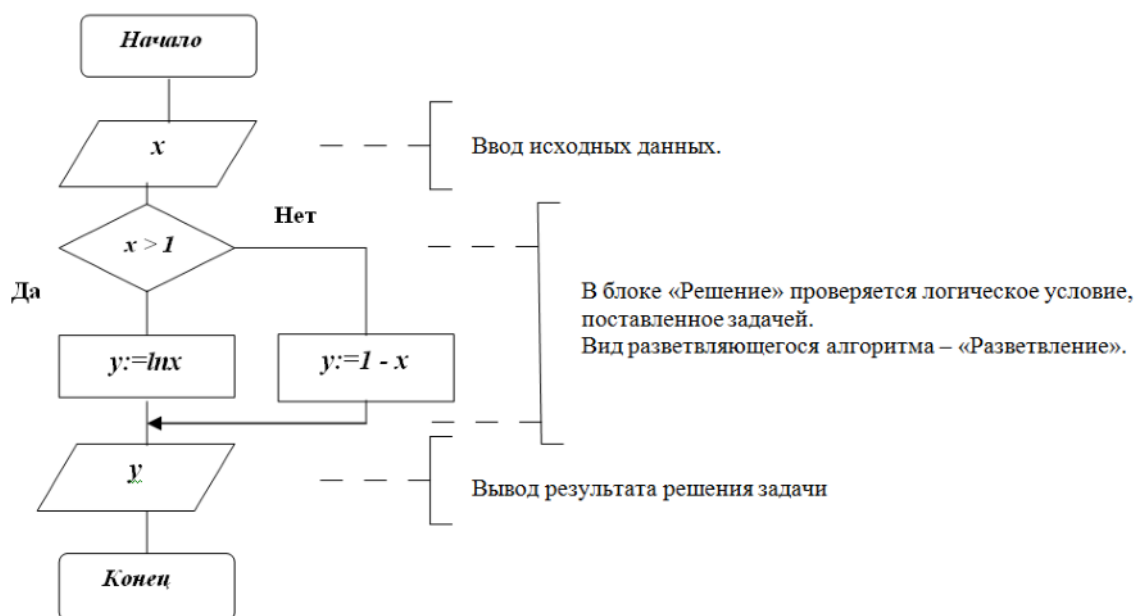 Начало
x
Ввод исходных данных.
Нет
x > 1
Да
В блоке «Решение» проверяется логическое условие,
поставленное задачей.
Вид разветвляющегося алгоритма – «Разветвление».
y:=lnx
y:=1 - x
y
Вывод результата решения задачи
Конец